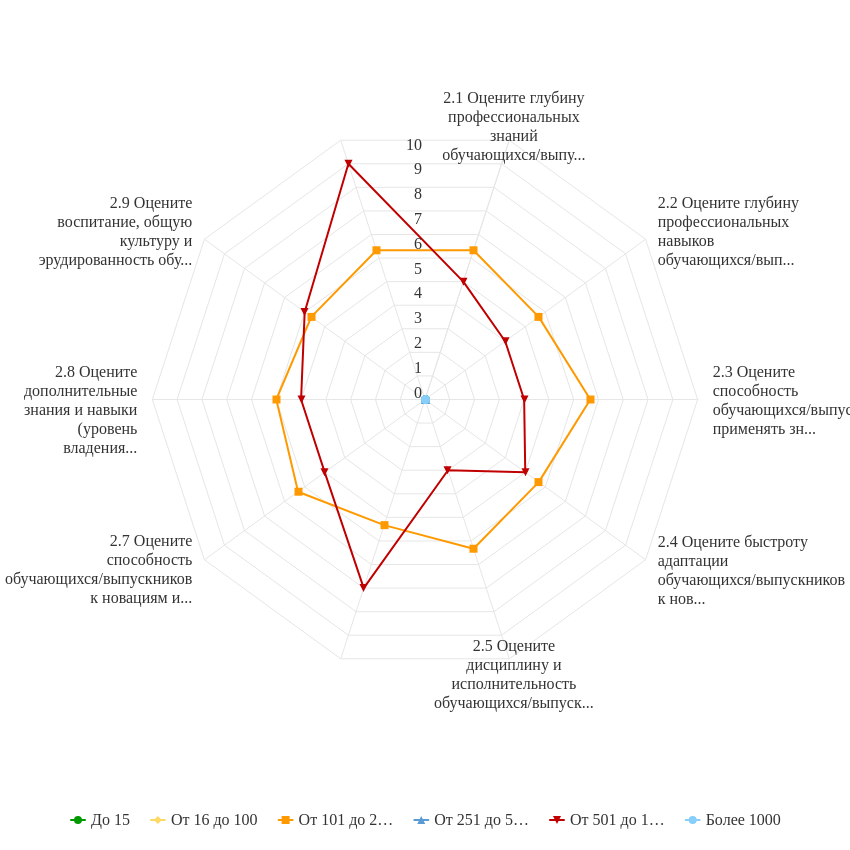 2.1 Оцените глубину
профессиональных
знаний
обучающихся/выпу...
10
9
8
7
6
5
4
3
2
1
0
2.2 Оцените глубину
профессиональных
навыков
обучающихся/вып...
2.3 Оцените
способность
обучающихся/выпус
применять зн...
2.4 Оцените быстроту
адаптации
обучающихся/выпускников
к нов...
2.5 Оцените
дисциплину и
исполнительность
обучающихся/выпуск...
2.7 Оцените
способность
обучающихся/выпускников
к новациям и...
2.8 Оцените
дополнительные
знания и навыки
(уровень
владения...
2.9 Оцените
воспитание, общую
культуру и
эрудированность обу...
До 15
От 16 до 100
От 101 до 2…
От 251 до 5…
От 501 до 1…
Более 1000